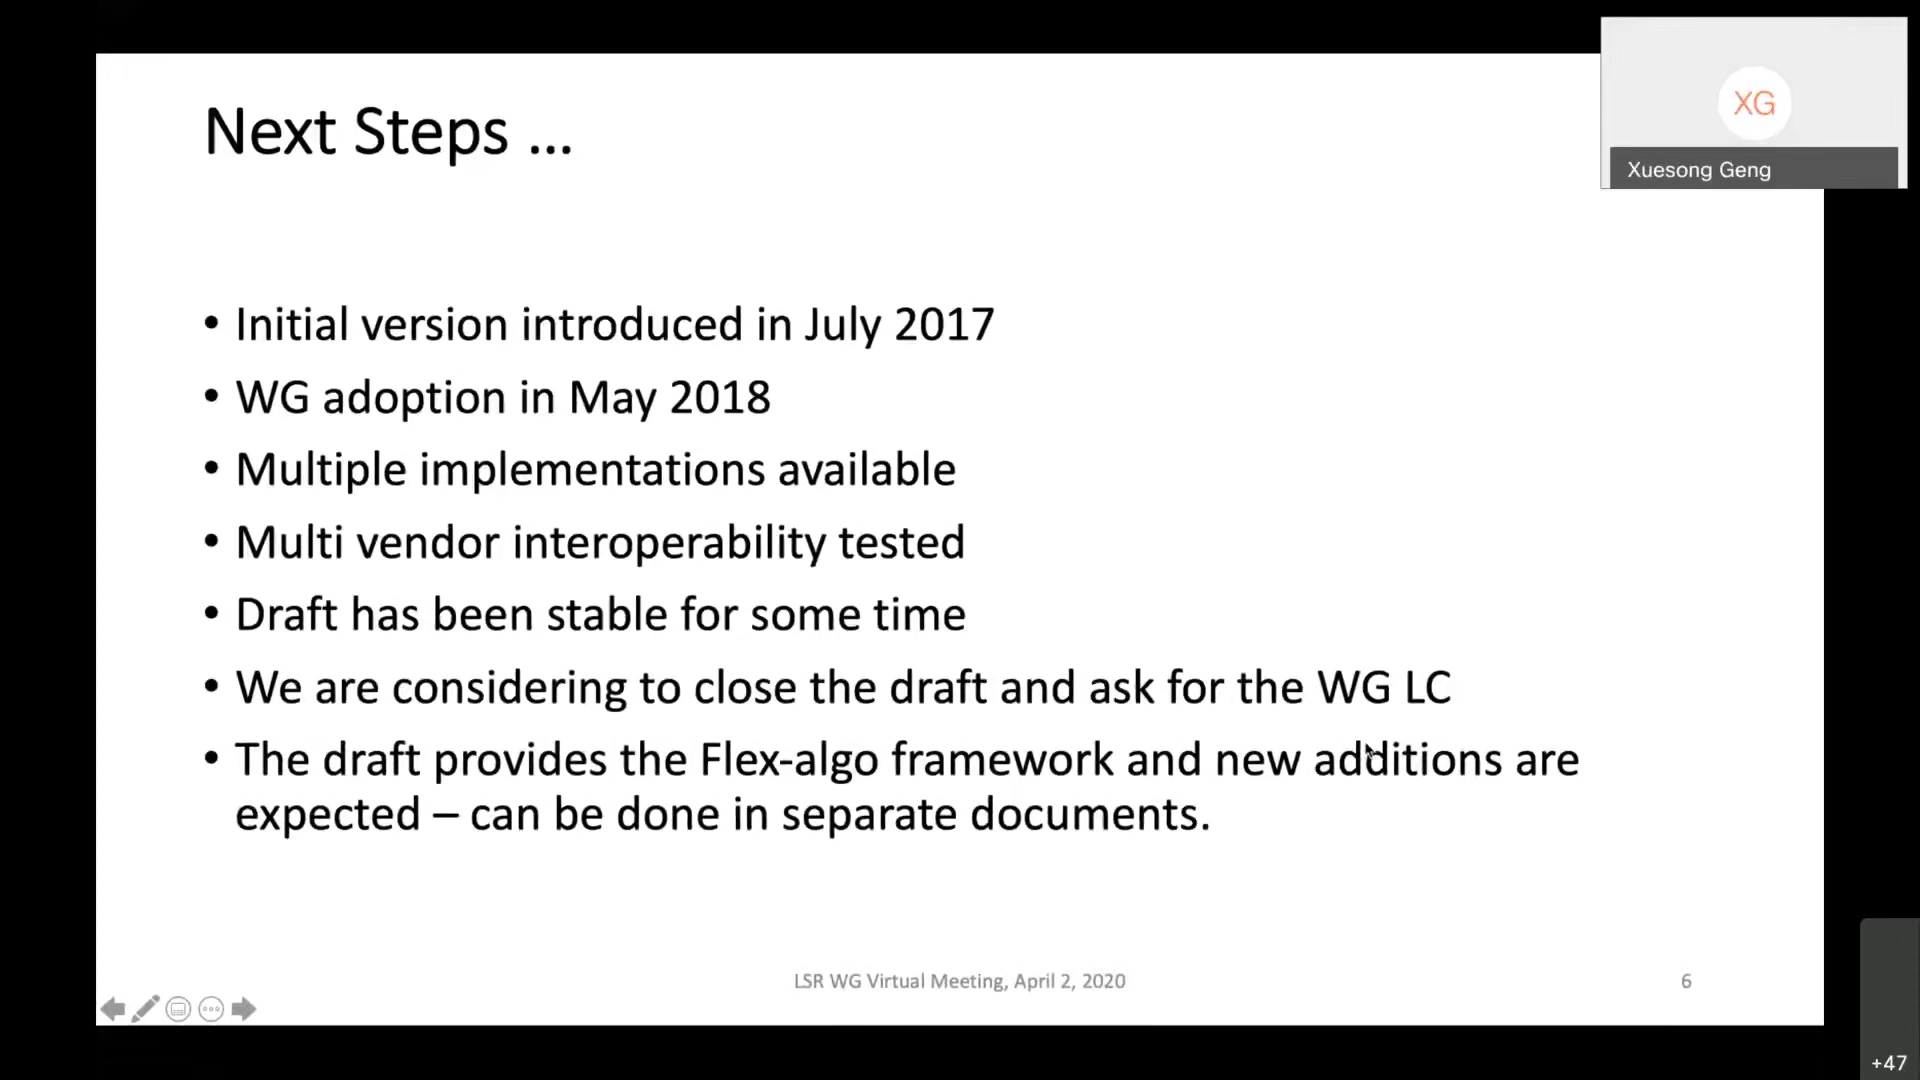 Next Steps ...
XG
Xuesong Geng
• Initial version introduced in July 2017
• WG adoption in May 2018
• Multiple implementations available
• Multi vendor interoperability tested
• Draft has been stable for some time
• We are considering to close the draft and ask for the WG LC
• The draft provides the Flex-algo framework and new additions are
expected – can be done in separate documents.
LSR WG Virtual Meeting, April 2, 2020
6
+47